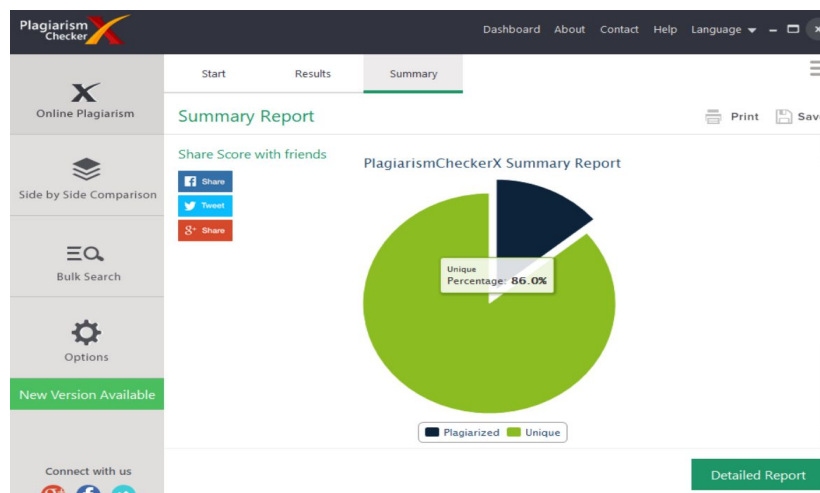 Plagiarism
Checker
Dashboard About Contact Help Language
Start Results Summary
Online Plagiarism
Summary Report
Print Save
Share Score with friends
PlagiarismCheckerX Summary Report
Share
Tweet
Share
Side by Side Comparison
Unique
Percentage: 86.0%
Bulk Search
Options
New Version Available
Plagiarized Unique
Connect with us
Detailed Report